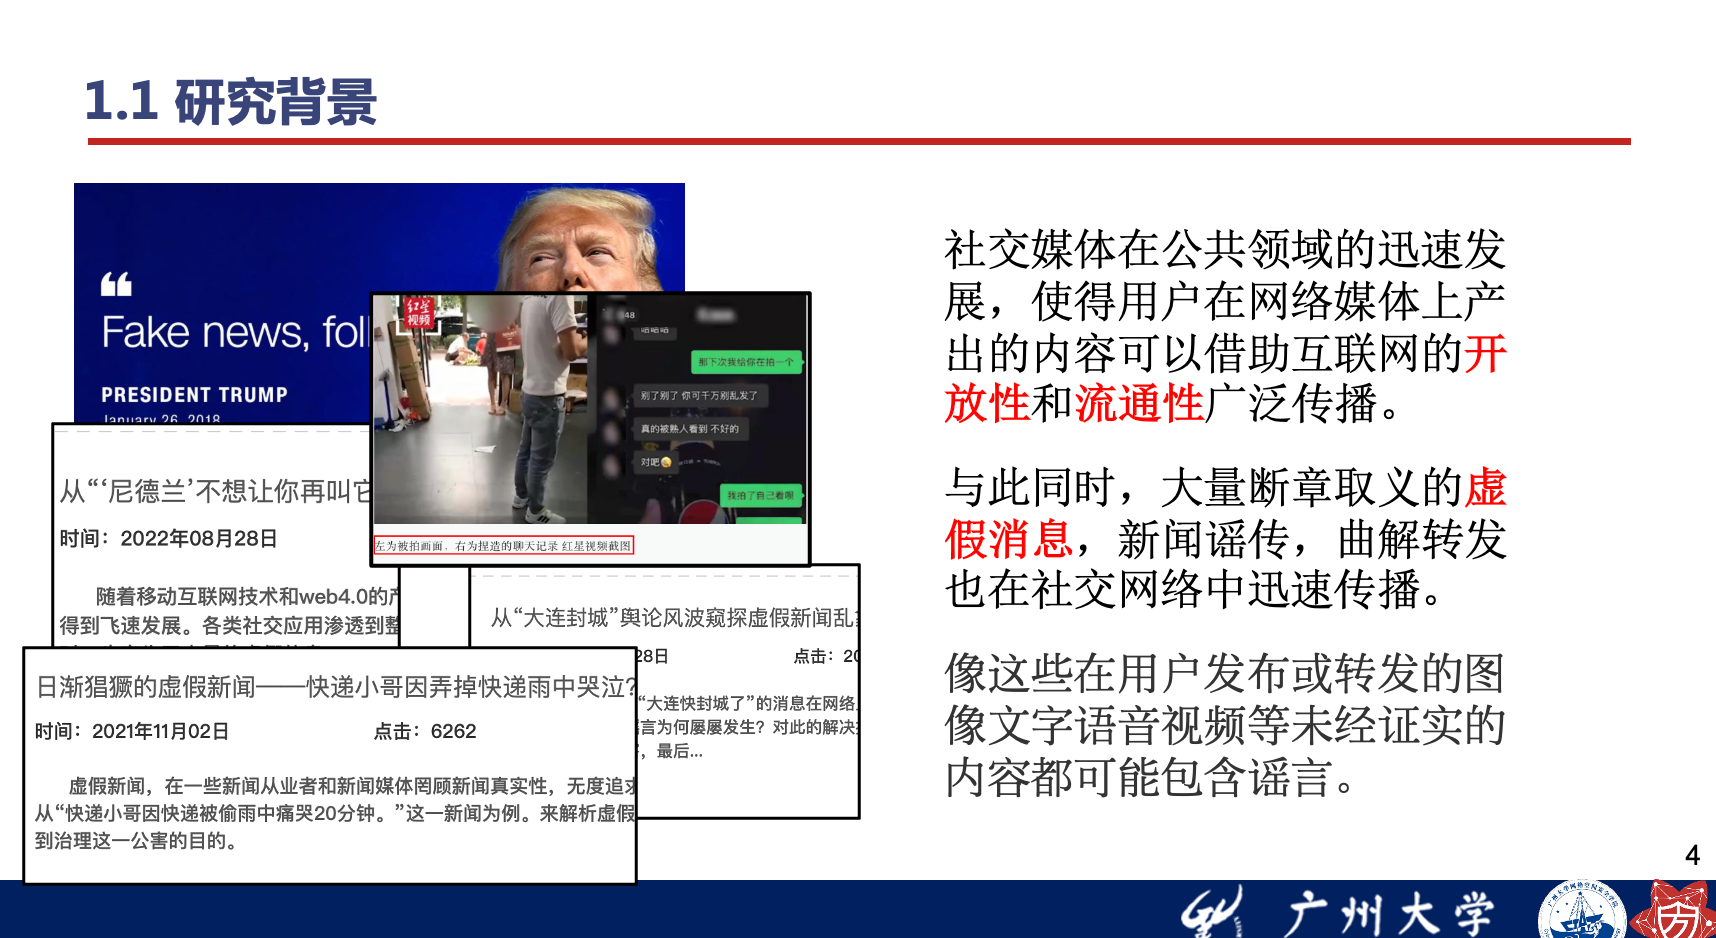 1.1 研究背景
“
Fake news, fol
PRESIDENT TRUMP
January 26, 2018
红星
视频
48
哈哈哈
那下次我给你在拍一个
别了别了 你可千万别乱发了
真的被熟人看到 不好的
对吧
我拍了自己看呗
左为被拍画面，右为捏造的聊天记录 红星视频截图
从“‘尼德兰’不想让你再叫它
时间：2022年08月28日
随着移动互联网技术和web4.0的产
得到飞速发展。各类社交应用渗透到整
从“大连封城”舆论风波窥探虚假新闻乱
28日
点击：20
“大连快封城了”的消息在网络
言为何屡屡发生？对此的解决
，最后...
日渐猖獗的虚假新闻——快递小哥因弄掉快递雨中哭泣？
时间：2021年11月02日
点击：6262
虚假新闻，在一些新闻从业者和新闻媒体罔顾新闻真实性，无度追求
从“快递小哥因快递被偷雨中痛哭20分钟。”这一新闻为例。来解析虚假
到治理这一公害的目的。
社交媒体在公共领域的迅速发
展，使得用户在网络媒体上产
出的内容可以借助互联网的开
放性和流通性广泛传播。
与此同时，大量断章取义的虚
假消息，新闻谣传，曲解转发
也在社交网络中迅速传播。
像这些在用户发布或转发的图
像文字语音视频等未经证实的
内容都可能包含谣言。
4
广州大学